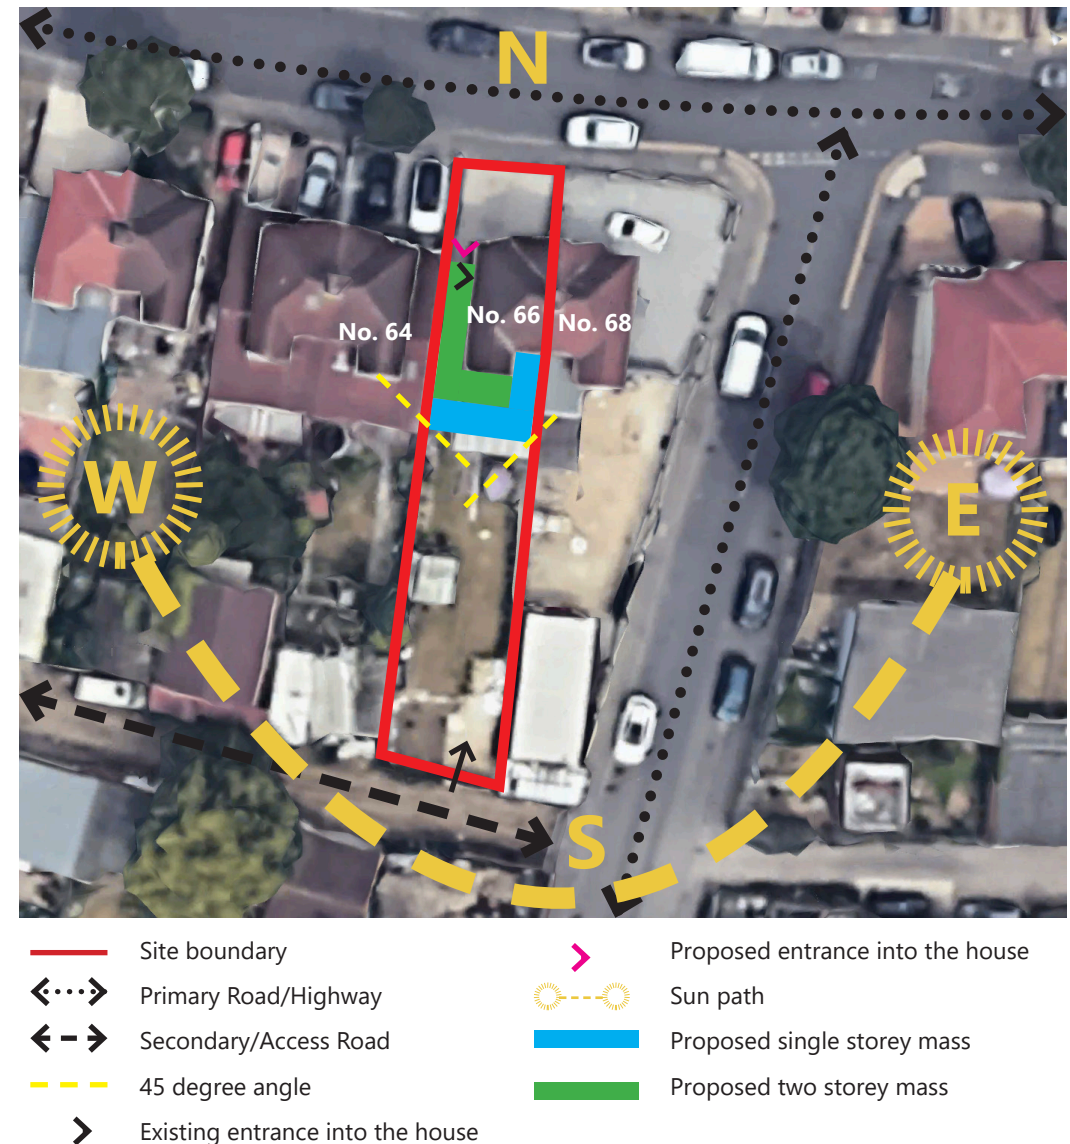 N
No. 64
No. 66
No. 68
W
E
S
Site boundary
Primary Road/Highway
Secondary/Access Road
45 degree angle
Existing entrance into the house
Proposed entrance into the house
Sun path
Proposed single storey mass
Proposed two storey mass